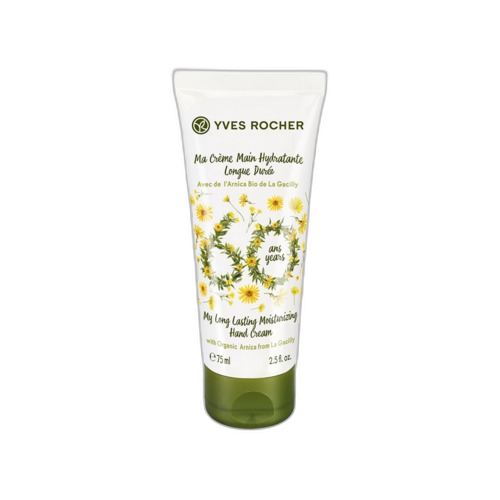 YVES ROCHER
Ma Crème Main Hydratante
Longue Durée
Avec de l'Arnica Bio de La Gacilly
60
ans
years
My Long Lasting Moisturizing
Hand Cream
with Organic Arnica from La Gacilly
℮ 75 ml 2.5 fl. oz.